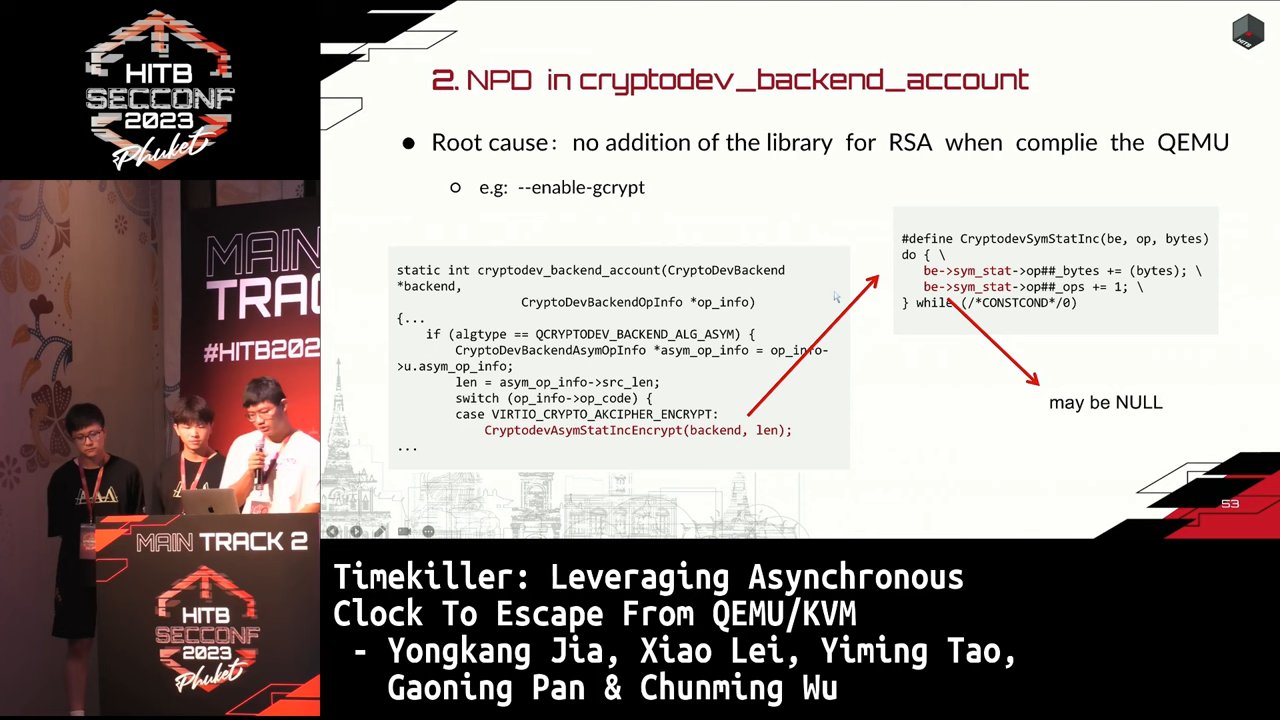 HITB
SECCONF
2023
Phuket
HITB
2. NPD in cryptodev_backend_account
● Root cause: no addition of the library for RSA when complie the QEMU
○ e.g: --enable-gcrypt
static int cryptodev_backend_account(CryptoDevBackend
*backend,
CryptoDevBackendOpInfo *op_info)
{...
if (algtype == QCRYPTODEV_BACKEND_ALG_ASYM) {
CryptoDevBackendAsymOpInfo *asym_op_info = op_info-
>u.asym_op_info;
len = asym_op_info->src_len;
switch (op_info->op_code) {
case VIRTIO_CRYPTO_AKCIPHER_ENCRYPT:
CryptodevAsymStatIncEncrypt(backend, len);
...
#define CryptodevSymStatInc(be, op, bytes)
do { \
be->sym_stat->op##_bytes += (bytes); \
be->sym_stat->op##_ops += 1; \
} while (/*CONSTCOND*/0)
may be NULL
53
MAIN
TRAC
#HITB202
AAA
MAIN TRACK 2
HITB
SECCONF
2023
Phuket
Timekiller: Leveraging Asynchronous
Clock To Escape From QEMU/KVM
- Yongkang Jia, Xiao Lei, Yiming Tao,
Gaoning Pan & Chunming Wu